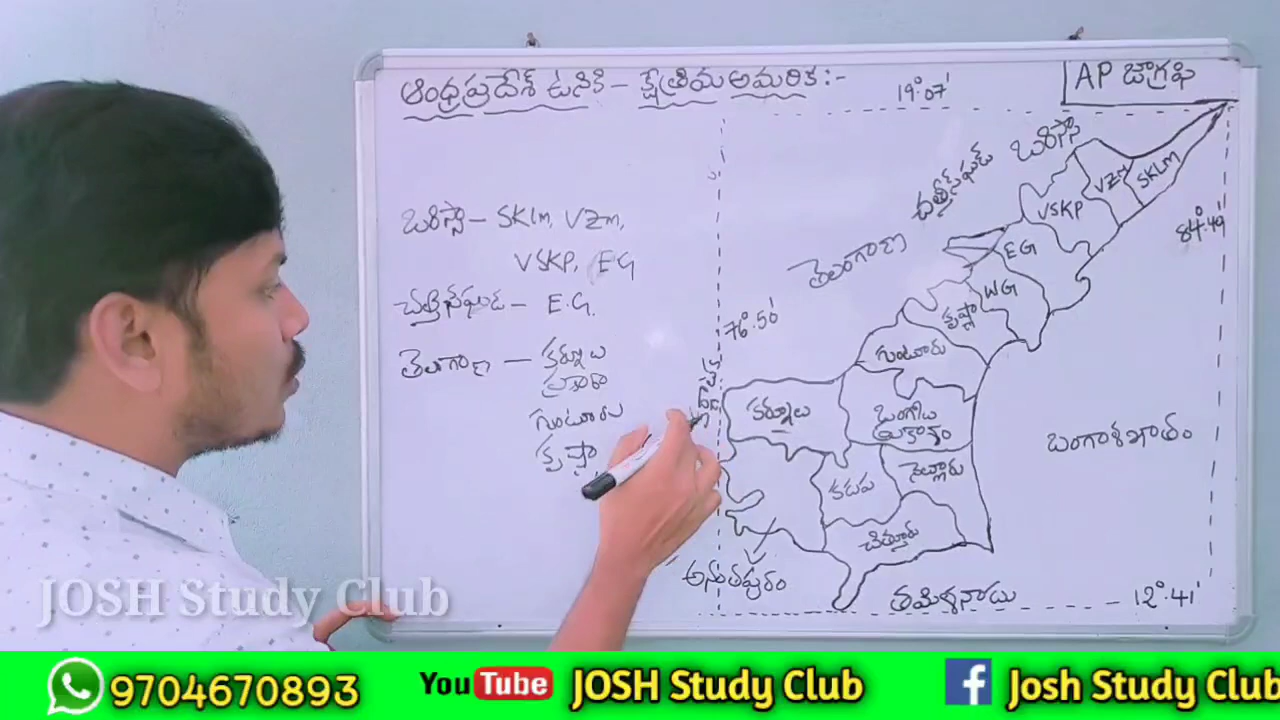 ఆంధ్రప్రదేశ్ ఉనికి – క్షేత్రీయ అమరిక:-
AP జాగ్రఫి
19°.07'
ఒరిస్సా
ఒరిస్సా – SKLM, VZM,
VSKP, EG
ఛత్తీస్‌ఘడ్
VZM
SKLM
VSKP
84°.49'
తెలంగాణ
EG
చత్తీస్‌ఘడ్ – E.G.
WG
కృష్ణా
76°.50'
గుంటూరు
తెలంగాణ – కర్నూలు
గుంటూరు
కృష్ణా
కర్నూలు
ఒంగోలు
ప్రకాశం
బంగాళఖాతం
కడప
నెల్లూరు
చిత్తూరు
అనంతపురం
తమిళనాడు
12°.41'
JOSH Study Club
9704670893
YouTube JOSH Study Club
Josh Study Club